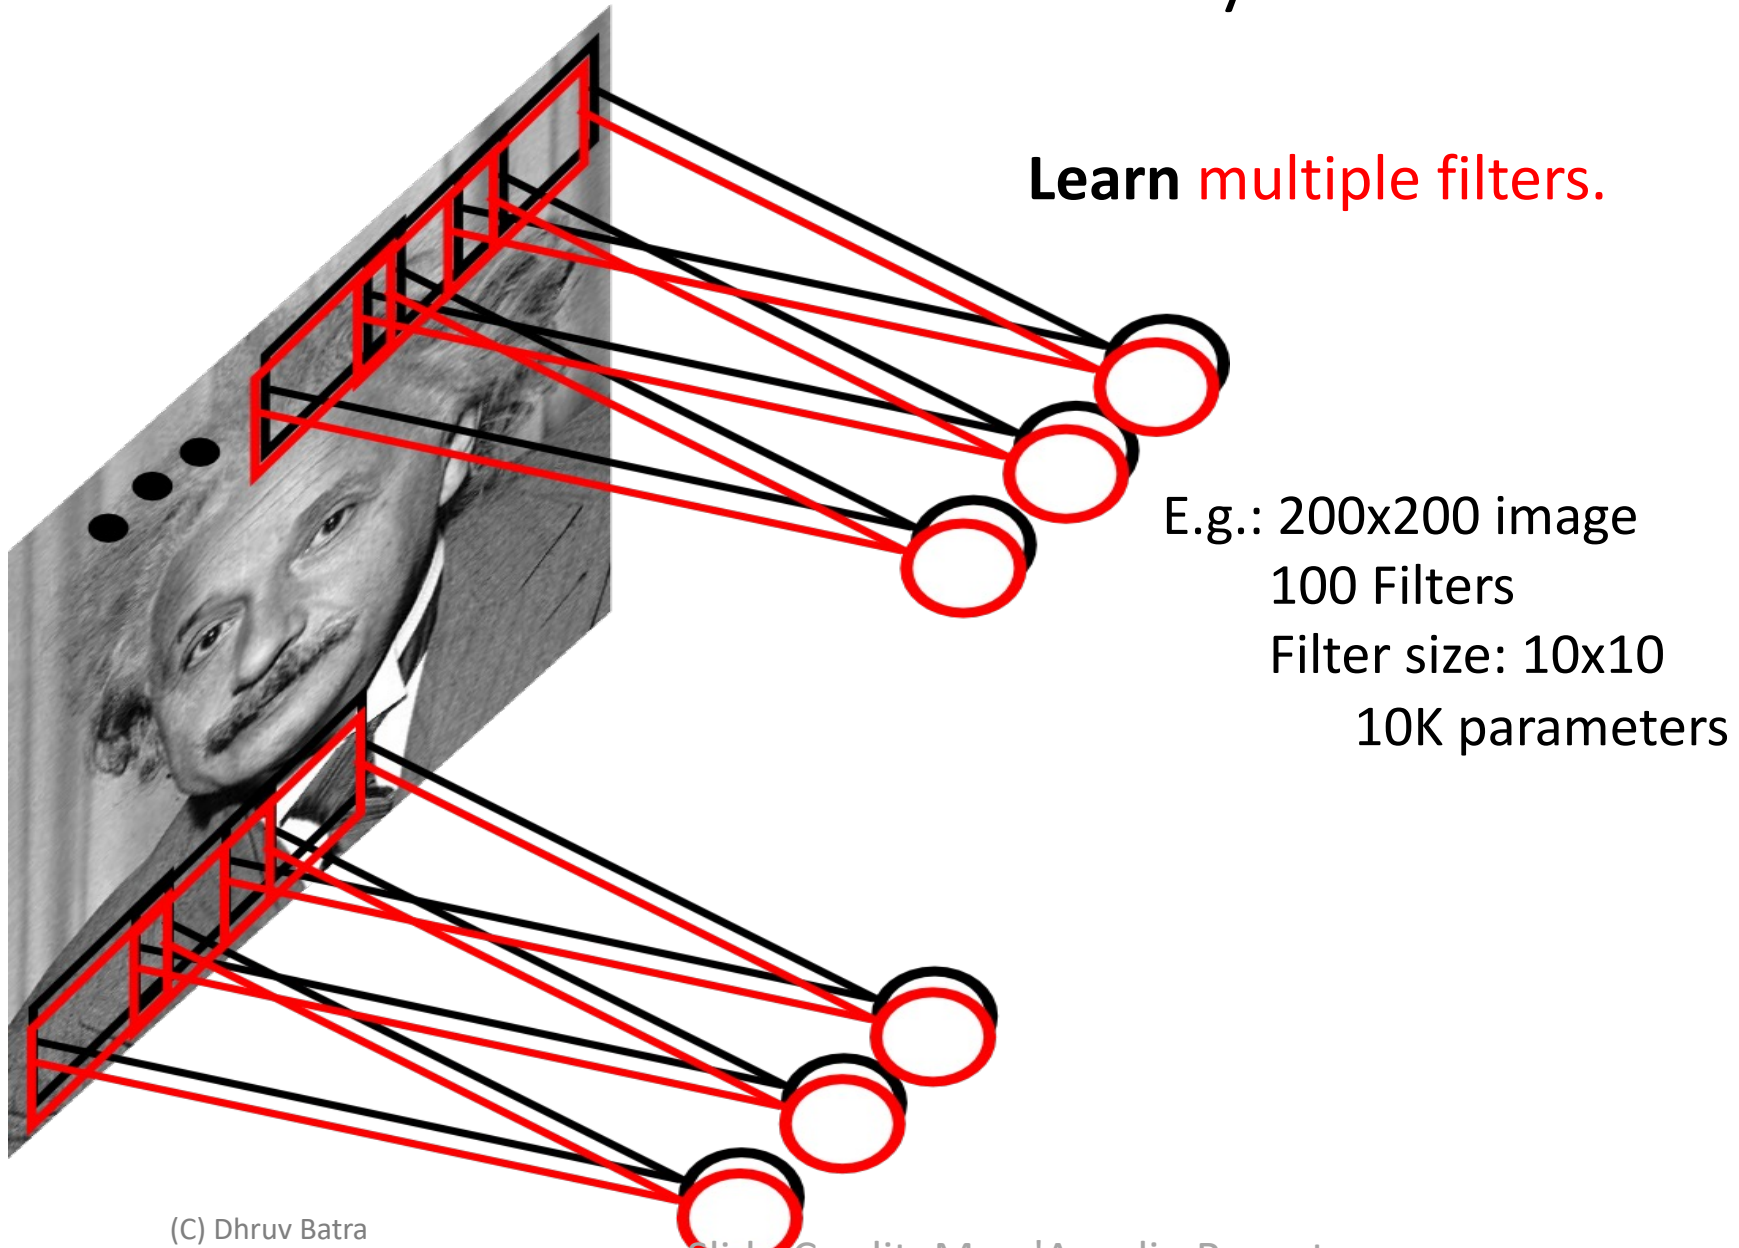 Learn multiple filters.
E.g.: 200x200 image
100 Filters
Filter size: 10x10
10K parameters
(C) Dhruv Batra